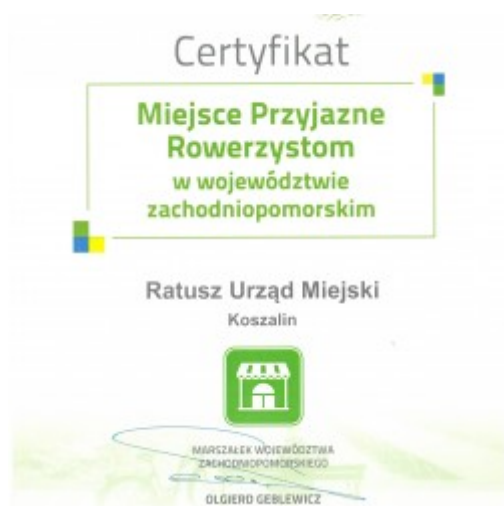 Certyfikat
Miejsce Przyjazne
Rowerzystom
w województwie
zachodniopomorskim
Ratusz Urząd Miejski
Koszalin
MARSZAŁEK WOJEWÓDZTWA
ZACHODNIOPOMORSKIEGO
OLGIERD GEBLEWICZ